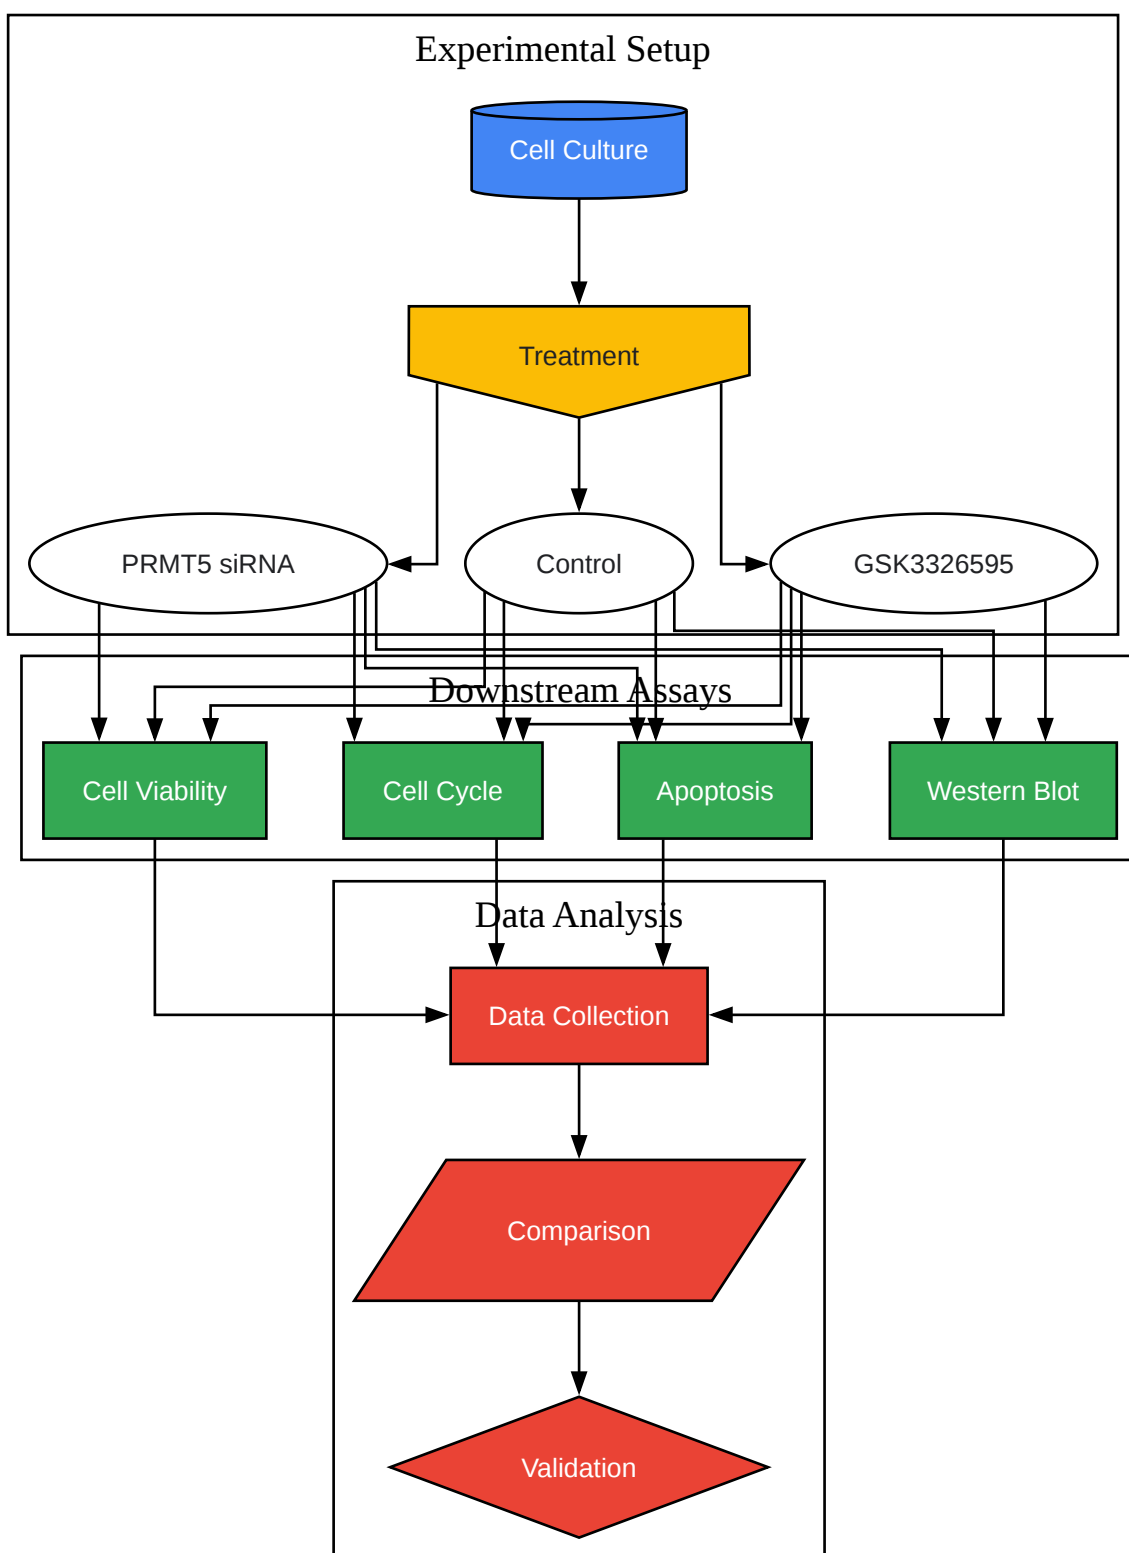 Experimental Setup
Cell Culture
Treatment
PRMT5 siRNA
Control
GSK3326595
Downstream Assays
Cell Viability
Cell Cycle
Apoptosis
Western Blot
Data Analysis
Data Collection
Comparison
Validation